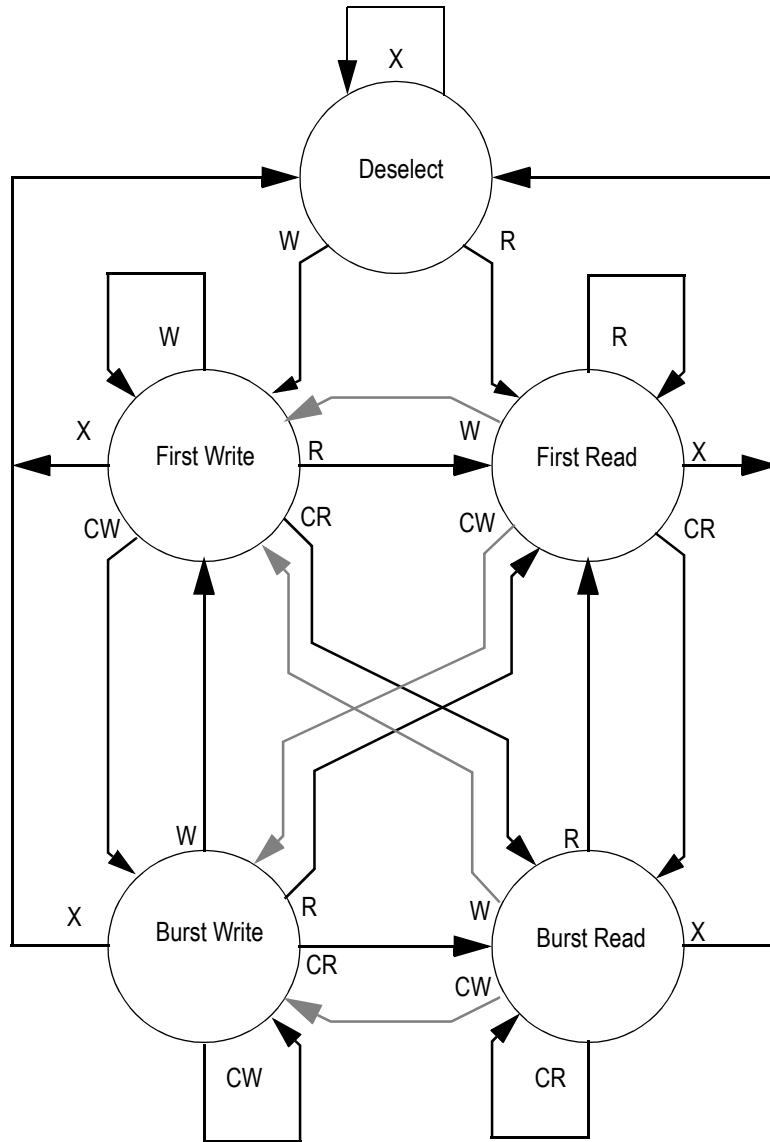 X
Deselect
W
R
W
R
X
W
First Write
R
First Read
X
CW
CR
CW
CR
W
R
X
R
W
Burst Write
Burst Read
X
CR
CW
CW
CR